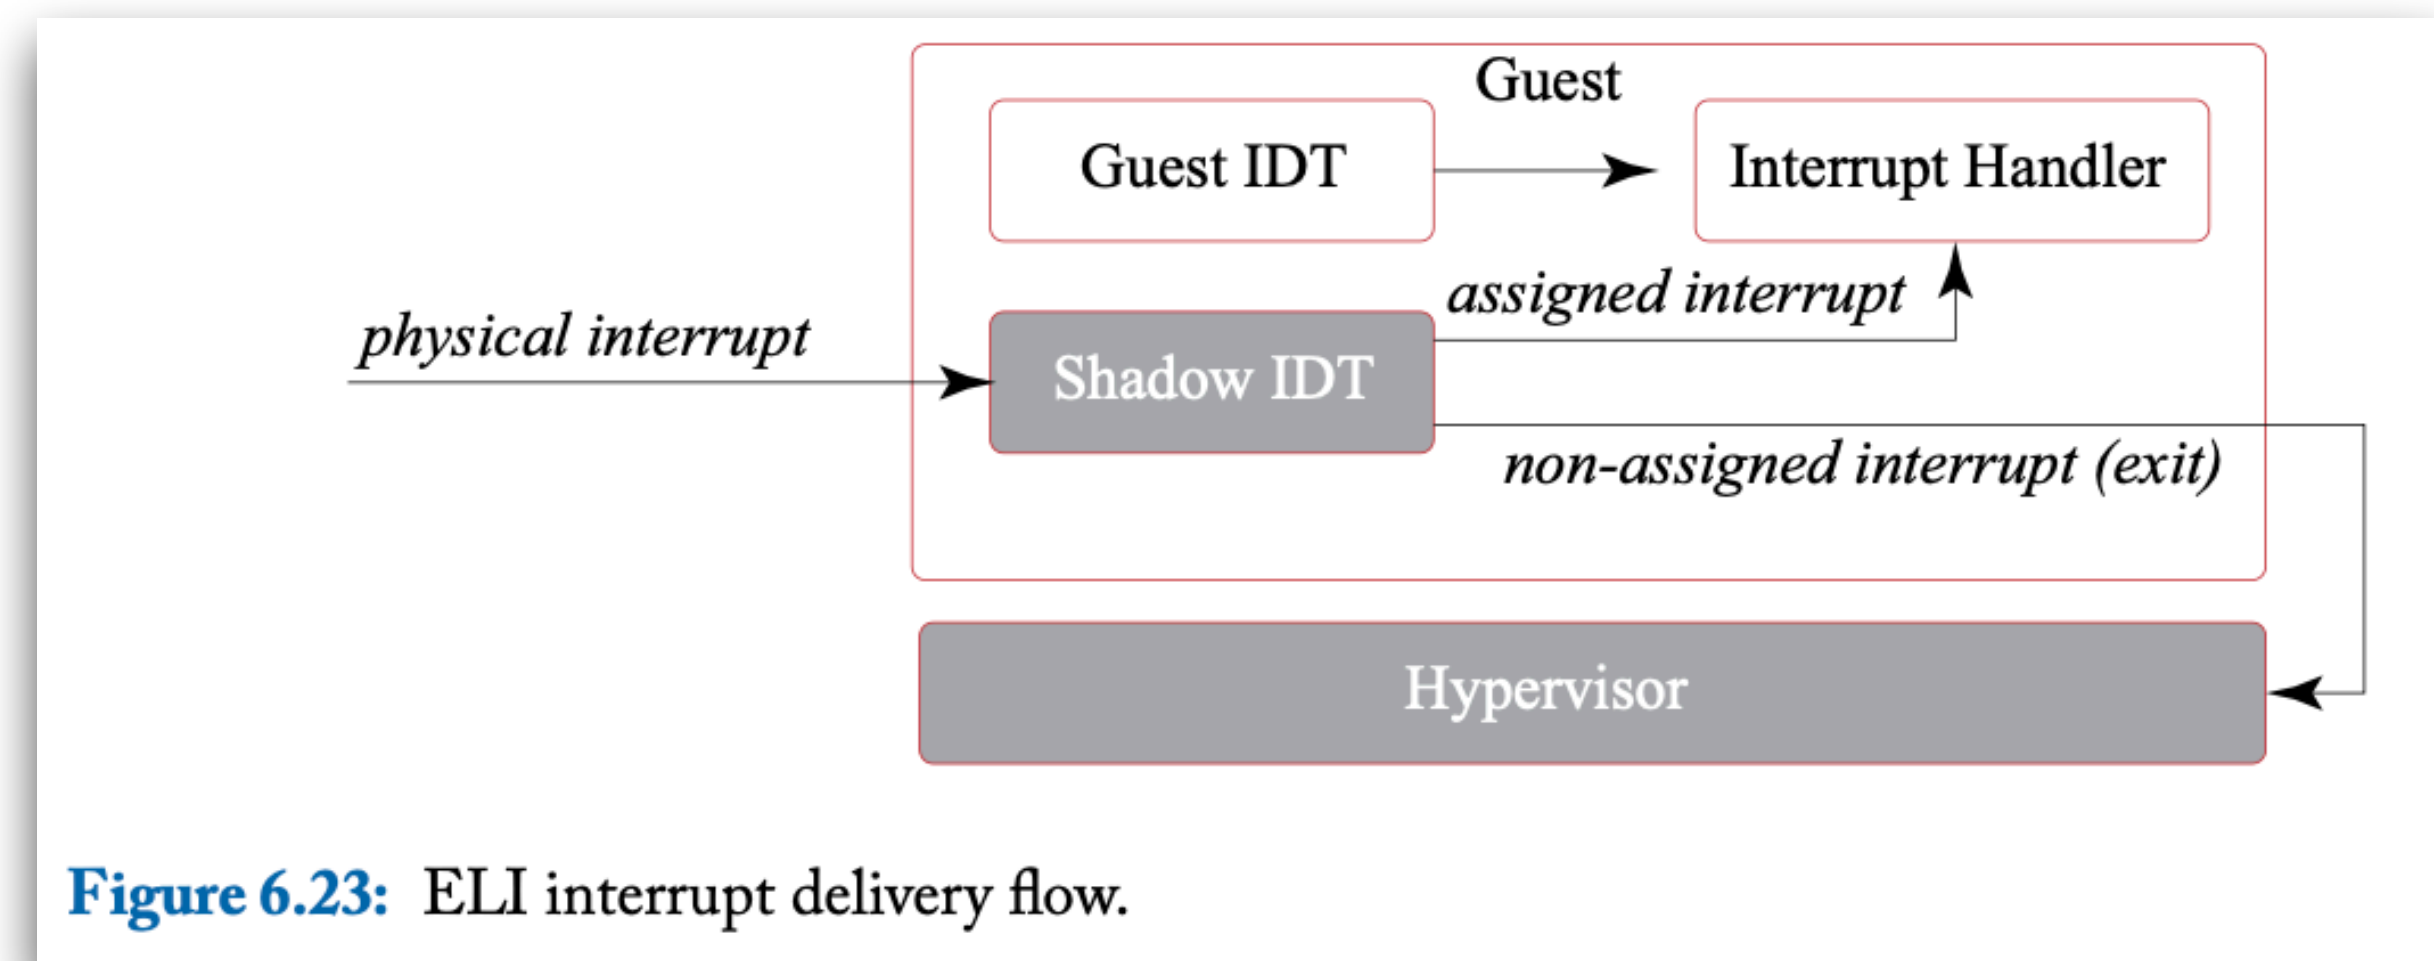 Guest
Guest IDT
Interrupt Handler
assigned interrupt
physical interrupt
Shadow IDT
non-assigned interrupt (exit)
Hypervisor
Figure 6.23: ELI interrupt delivery flow.